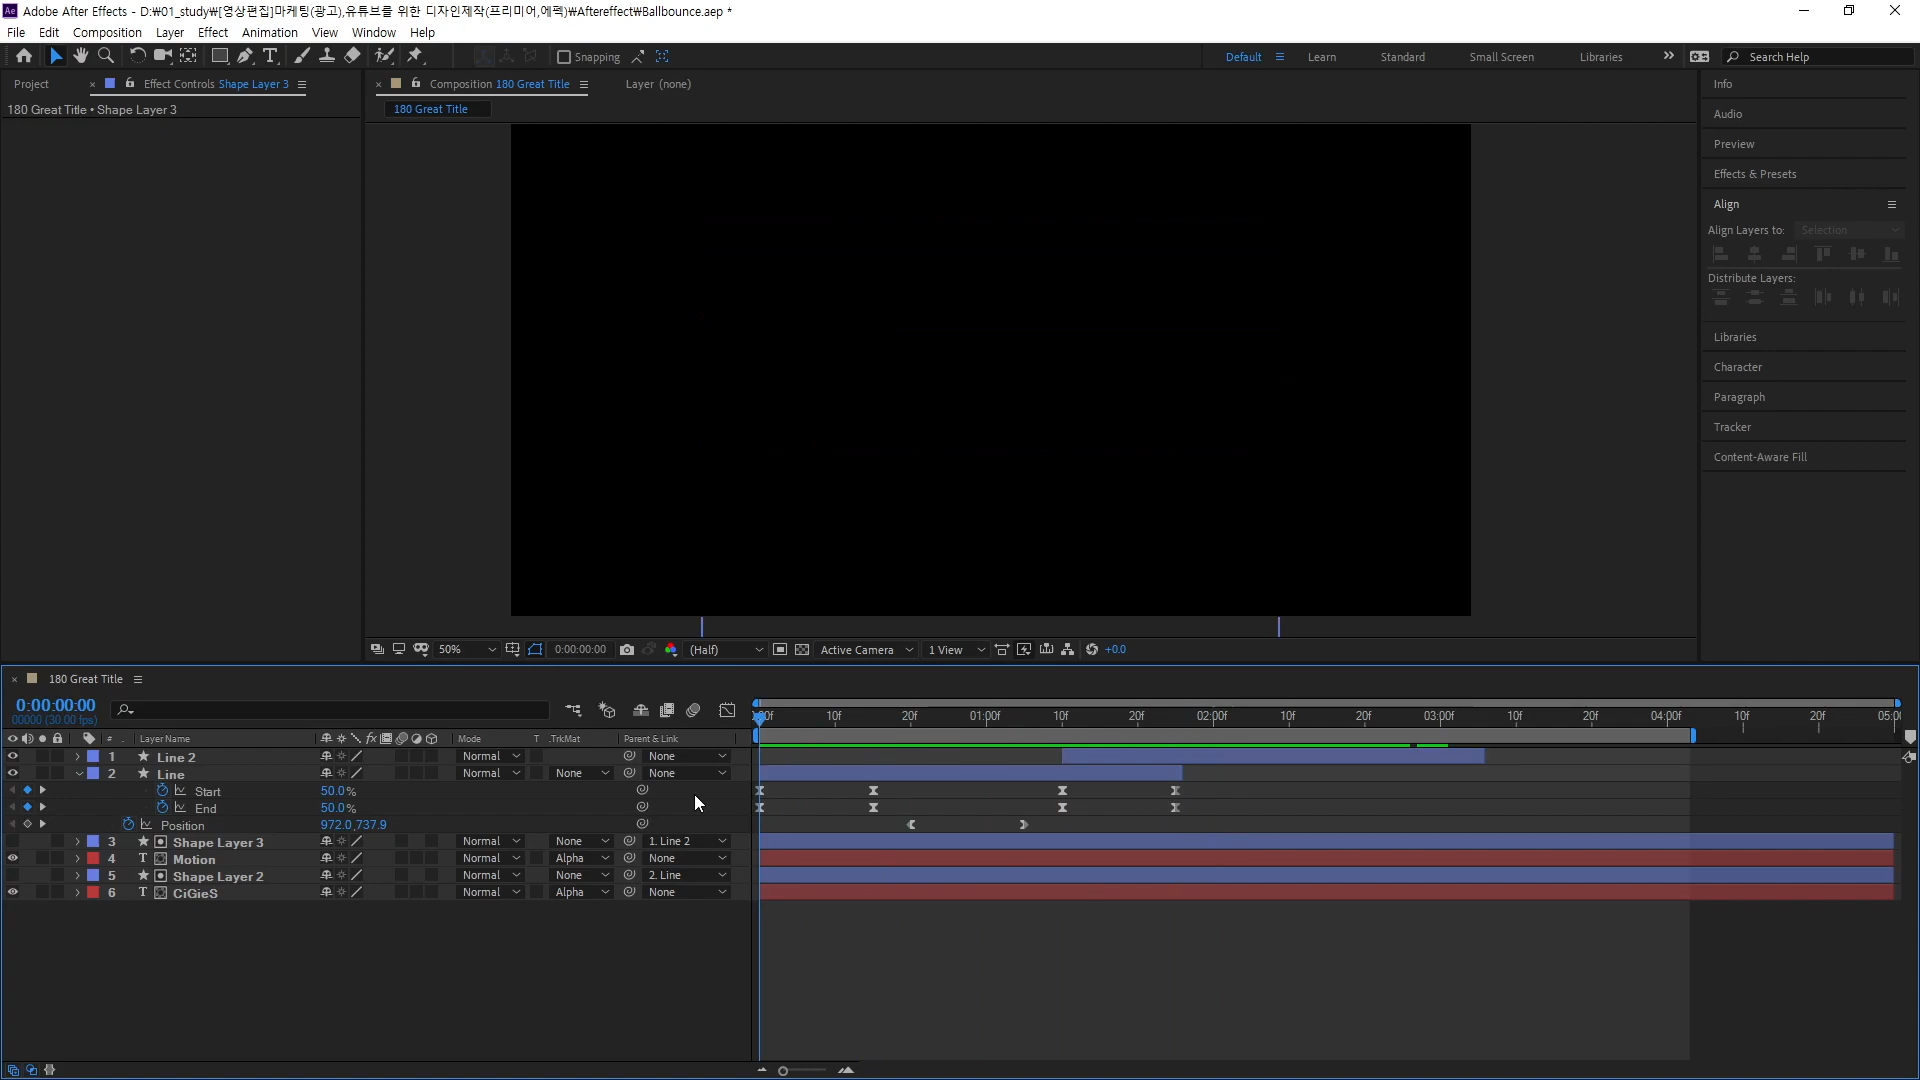 Adobe After Effects - D:₩01_study₩[영상편집]마케팅(광고),유튜브를 위한 디자인제작(프리미어,에펙)₩Aftereffect₩Ballbounce.aep *
File Edit Composition Layer Effect Animation View Window Help
Snapping Default Learn Standard Small Screen Libraries Search Help
Project Effect Controls Shape Layer 3 Composition 180 Great Title Layer (none)
180 Great Title • Shape Layer 3 180 Great Title
Info
Audio
Preview
Effects & Presets
Align
Align Layers to: Selection
Distribute Layers:
Libraries
Character
Paragraph
Tracker
Content-Aware Fill
50% 0:00:00:00 (Half) Active Camera 1 View +0.0
180 Great Title
0:00:00:00
00000 (30.00 fps)
10f 20f 01:00f 10f 20f 02:00f 10f 20f 03:00f 10f 20f 04:00f 10f 20f
# Layer Name fx Mode T .TrkMat Parent & Link
1 Line 2 Normal None
2 Line Normal None None
Start 50.0%
End 50.0%
Position 972.0,737.9
3 Shape Layer 3 Normal None 1. Line 2
4 T Motion Normal Alpha None
5 Shape Layer 2 Normal None 2. Line
6 T CiGieS Normal Alpha None